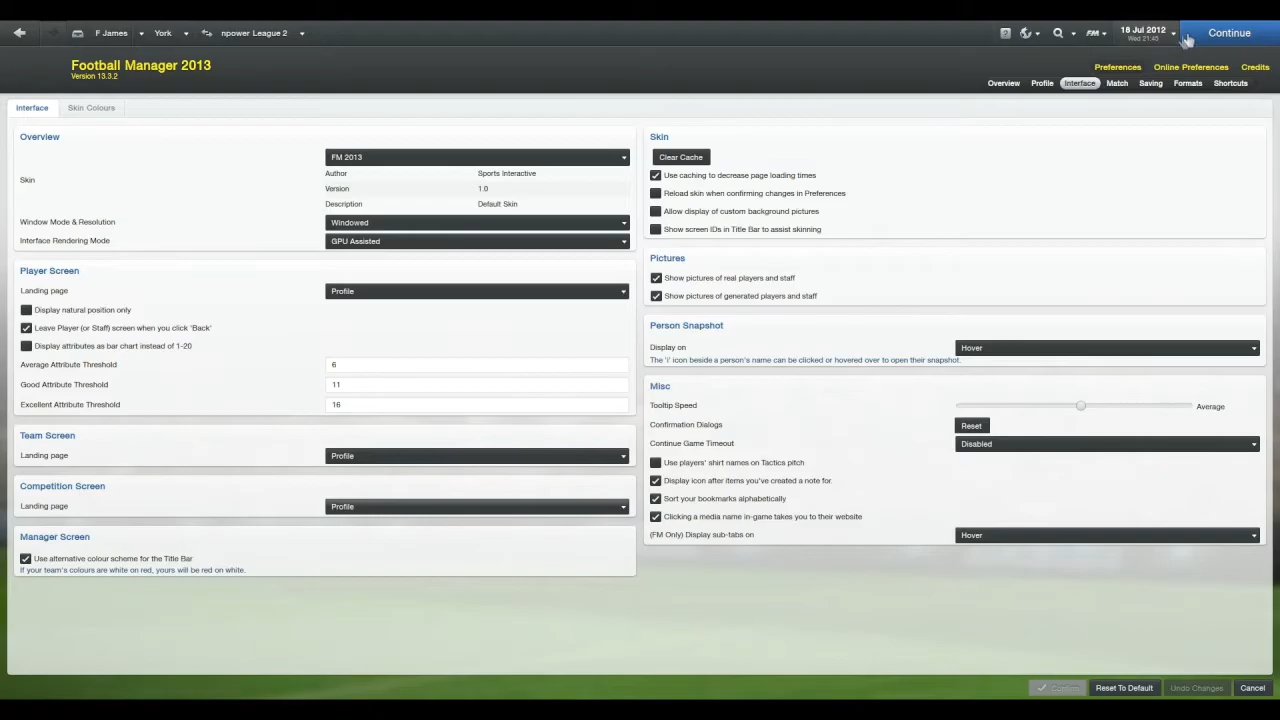 F James
York
npower League 2
FM
18 Jul 2012
Wed 21:45
Continue
Football Manager 2013
Version 13.3.2
Preferences
Online Preferences
Credits
Overview
Profile
Interface
Match
Saving
Formats
Shortcuts
Interface
Skin Colours
Overview
Skin
FM 2013
Author
Sports Interactive
Version
1.0
Description
Default Skin
Window Mode & Resolution
Windowed
Interface Rendering Mode
GPU Assisted
Player Screen
Landing page
Profile
Display natural position only
Leave Player (or Staff) screen when you click 'Back'
Display attributes as bar chart instead of 1-20
Average Attribute Threshold
6
Good Attribute Threshold
11
Excellent Attribute Threshold
16
Team Screen
Landing page
Profile
Competition Screen
Landing page
Profile
Manager Screen
Use alternative colour scheme for the Title Bar
If your team's colours are white on red, yours will be red on white.
Skin
Clear Cache
Use caching to decrease page loading times
Reload skin when confirming changes in Preferences
Allow display of custom background pictures
Show screen IDs in Title Bar to assist skinning
Pictures
Show pictures of real players and staff
Show pictures of generated players and staff
Person Snapshot
Display on
Hover
The 'i' icon beside a person's name can be clicked or hovered over to open their snapshot.
Misc
Tooltip Speed
Average
Confirmation Dialogs
Reset
Continue Game Timeout
Disabled
Use players' shirt names on Tactics pitch
Display icon after items you've created a note for.
Sort your bookmarks alphabetically
Clicking a media name in-game takes you to their website
(FM Only) Display sub-tabs on
Hover
Confirm
Reset To Default
Undo Changes
Cancel